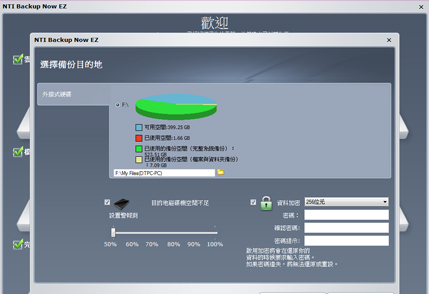 NTI Backup Now EZ
歡迎
NTI Backup Now EZ
選擇備份目的地
外接式硬碟
可用空間:399.25 GB
已使用空間:1.66 GB
已使用的備份空間（完整系統備份）:
523.51 GB
已使用的備份空間（檔案與資料夾備份）
:7.09 GB
F:\My Files(DTPC-PC)
目的地磁碟機空間不足
設置警報到
50% 60% 70% 80% 90% 100%
資料加密 256位元
密碼:
確認密碼:
密碼提示:
啟用加密將會在還原你的
資料的時候要求輸入密碼。
如果密碼遺失，將無法還原或重設。